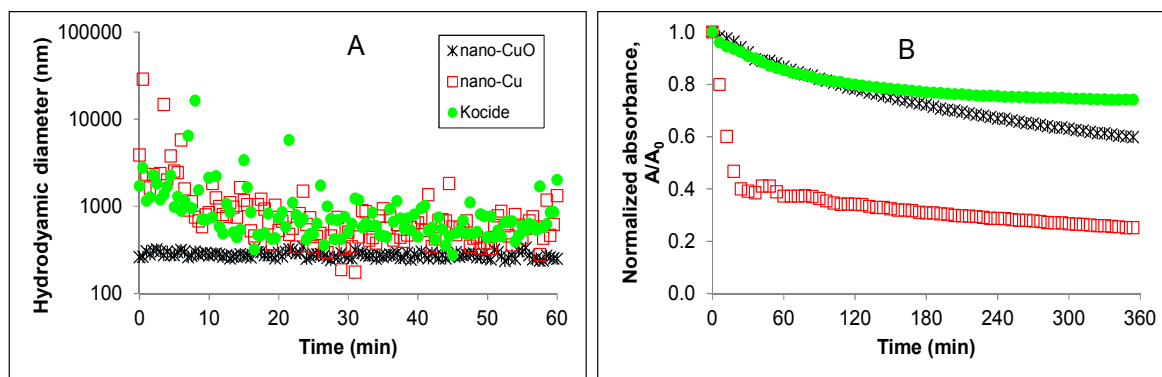 A
Hydrodyamic diameter (nm)
100000
10000
1000
100
nano-CuO
nano-Cu
Kocide
0
10
20
30
40
50
60
Time (min)
B
Normalized absorbance,
A/A0
1.0
0.8
0.6
0.4
0.2
0.0
0
60
120
180
240
300
360
Time (min)